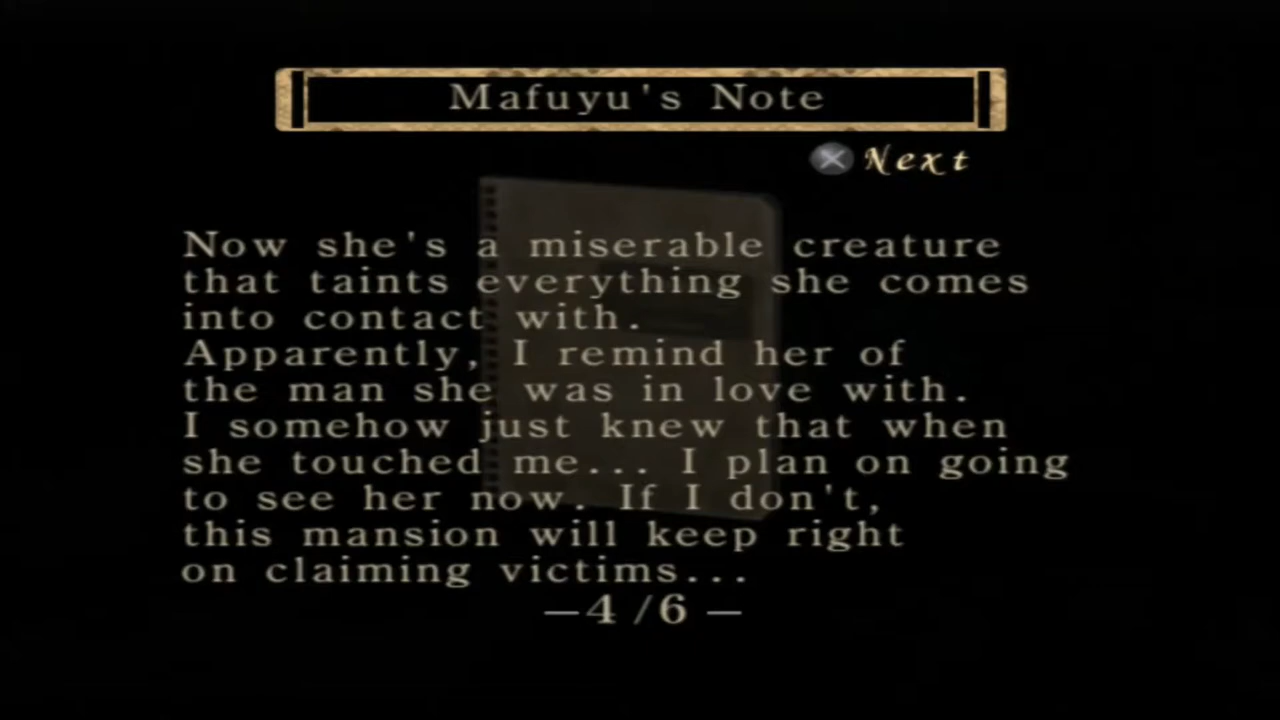 Mafuyu's Note
Next
Now she's a miserable creature
that taints everything she comes
into contact with.
Apparently, I remind her of
the man she was in love with.
I somehow just knew that when
she touched me... I plan on going
to see her now. If I don't,
this mansion will keep right
on claiming victims...
—4/6—